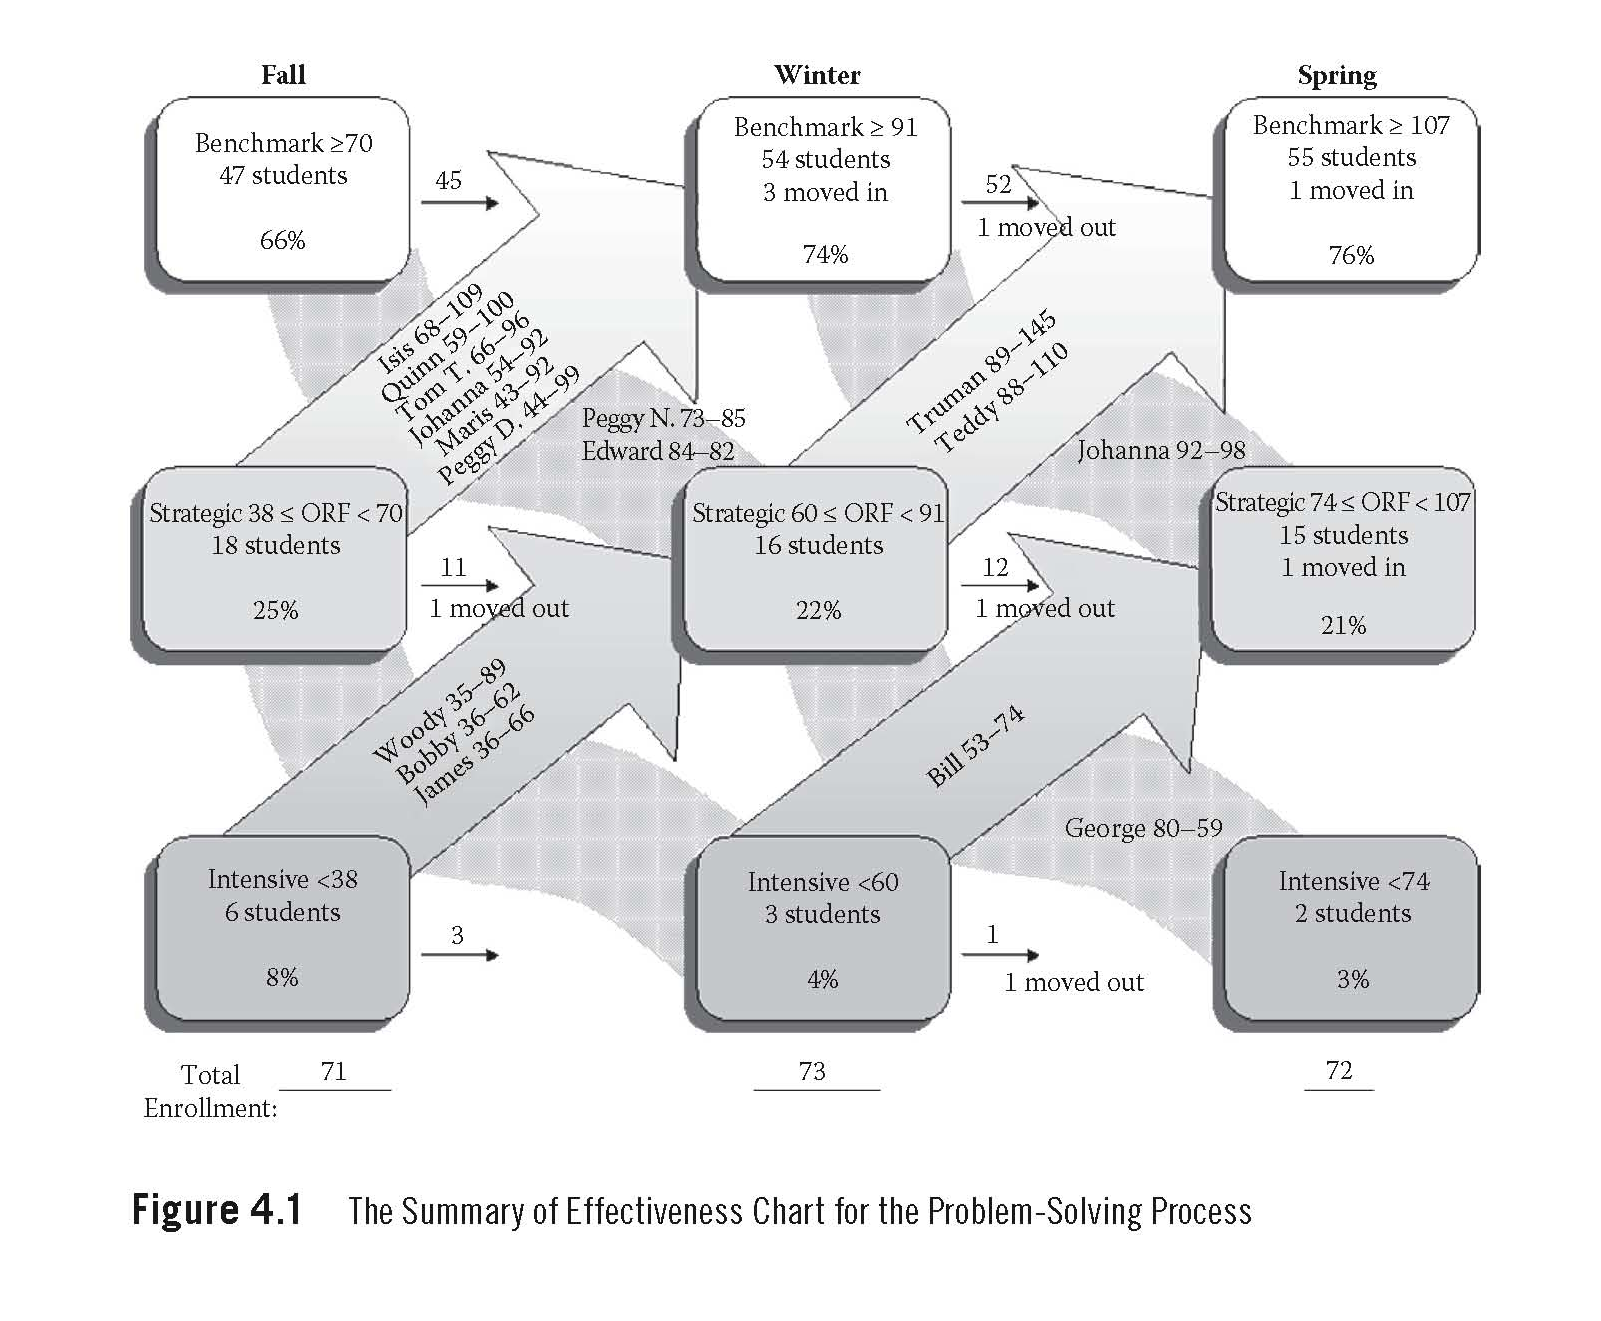 Fall
Winter
Spring
Benchmark ≥70
47 students
66%
45
Benchmark ≥ 91
54 students
3 moved in
74%
52
1 moved out
Benchmark ≥ 107
55 students
1 moved in
76%
Isis 68–109
Quinn 59–100
Tom T. 66–96
Johanna 54–92
Maris 43–92
Peggy D. 44–99
Peggy N. 73–85
Edward 84–82
Truman 89–145
Teddy 88–110
Johanna 92–98
Strategic 38 ≤ ORF < 70
18 students
25%
11
1 moved out
Strategic 60 ≤ ORF < 91
16 students
22%
12
1 moved out
Strategic 74 ≤ ORF < 107
15 students
1 moved in
21%
Woody 35–89
Bobby 36–62
James 36–66
Bill 53–74
George 80–59
Intensive <38
6 students
8%
3
Intensive <60
3 students
4%
1
1 moved out
Intensive <74
2 students
3%
Total
Enrollment:
71
73
72
Figure 4.1 The Summary of Effectiveness Chart for the Problem-Solving Process